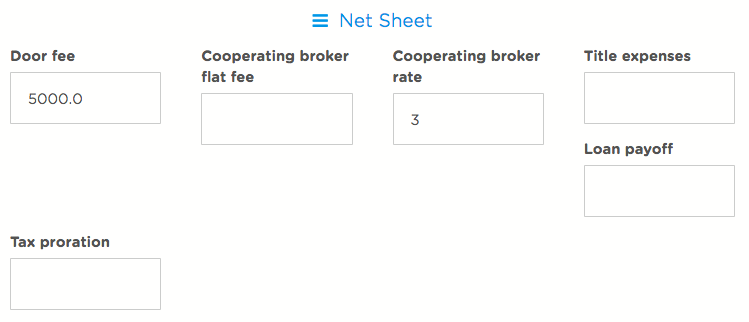 Net Sheet
Door fee
Cooperating broker
flat fee
Cooperating broker
rate
Title expenses
5000.0
3
Loan payoff
Tax proration